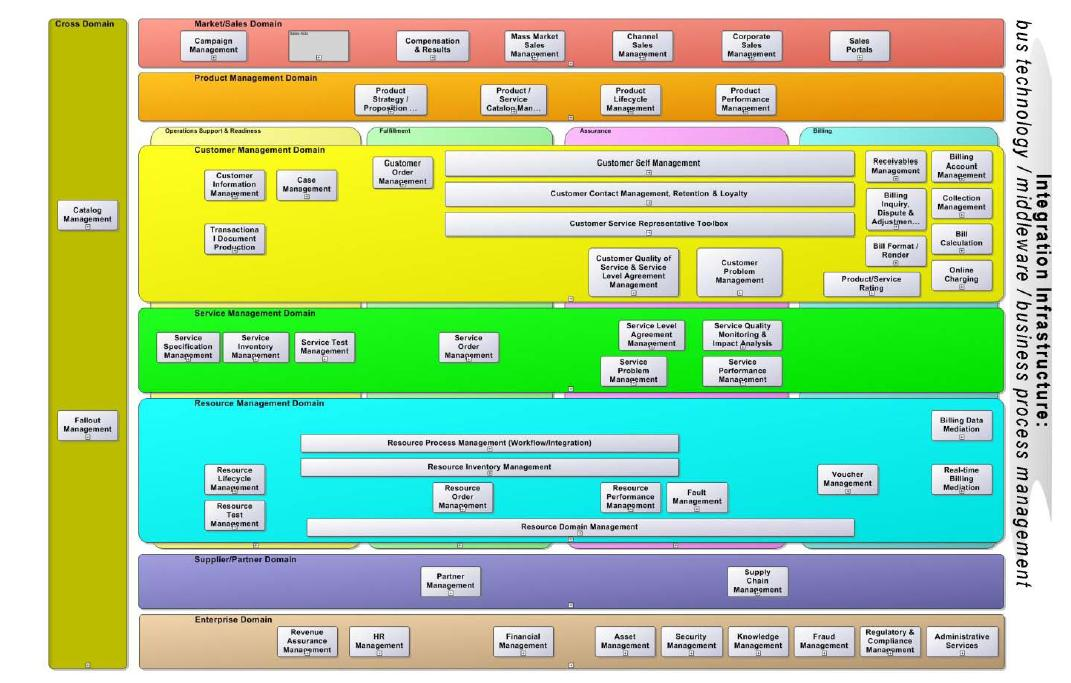 Cross Domain
Catalog
Management
Fallout
Management
Market/Sales Domain
Campaign
Management
Sales Aids
Compensation
& Results
Mass Market
Sales
Management
Channel
Sales
Management
Corporate
Sales
Management
Sales
Portals
Product Management Domain
Product
Strategy /
Proposition ...
Product /
Service
Catalog Man...
Product
Lifecycle
Management
Product
Performance
Management
Operations Support & Readiness
Fulfillment
Assurance
Billing
Customer Management Domain
Customer
Information
Management
Case
Management
Transactiona
l Document
Production
Customer
Order
Management
Customer Self Management
Customer Contact Management, Retention & Loyalty
Customer Service Representative Toolbox
Customer Quality of
Service & Service
Level Agreement
Management
Customer
Problem
Management
Receivables
Management
Billing
Inquiry,
Dispute &
Adjustmen...
Bill Format /
Render
Product/Service
Rating
Billing
Account
Management
Collection
Management
Bill
Calculation
Online
Charging
Service Management Domain
Service
Specification
Management
Service
Inventory
Management
Service Test
Management
Service
Order
Management
Service Level
Agreement
Management
Service Quality
Monitoring &
Impact Analysis
Service
Problem
Management
Service
Performance
Management
Resource Management Domain
Resource Process Management (Workflow/Integration)
Resource Inventory Management
Resource
Lifecycle
Management
Resource
Test
Management
Resource
Order
Management
Resource
Performance
Management
Fault
Management
Resource Domain Management
Voucher
Management
Billing Data
Mediation
Real-time
Billing
Mediation
Supplier/Partner Domain
Partner
Management
Supply
Chain
Management
Enterprise Domain
Revenue
Assurance
Management
HR
Management
Financial
Management
Asset
Management
Security
Management
Knowledge
Management
Fraud
Management
Regulatory &
Compliance
Management
Administrative
Services
Integration Infrastructure:
bus technology / middleware / business process management